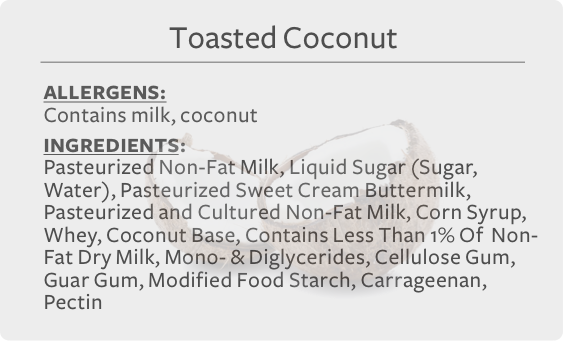 Toasted Coconut
ALLERGENS:
Contains milk, coconut
INGREDIENTS:
Pasteurized Non-Fat Milk, Liquid Sugar (Sugar,
Water), Pasteurized Sweet Cream Buttermilk,
Pasteurized and Cultured Non-Fat Milk, Corn Syrup,
Whey, Coconut Base, Contains Less Than 1% Of Non-
Fat Dry Milk, Mono- & Diglycerides, Cellulose Gum,
Guar Gum, Modified Food Starch, Carrageenan,
Pectin